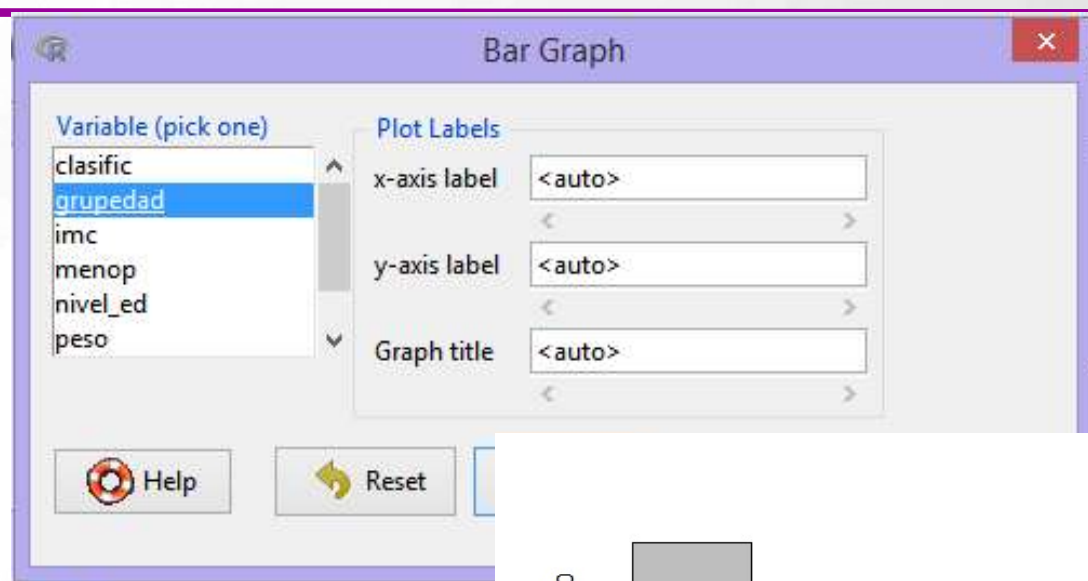 Bar Graph
Variable (pick one)
clasific
grupedad
imc
menop
nivel_ed
peso
Plot Labels
x-axis label <auto>
y-axis label <auto>
Graph title <auto>
Help
Reset